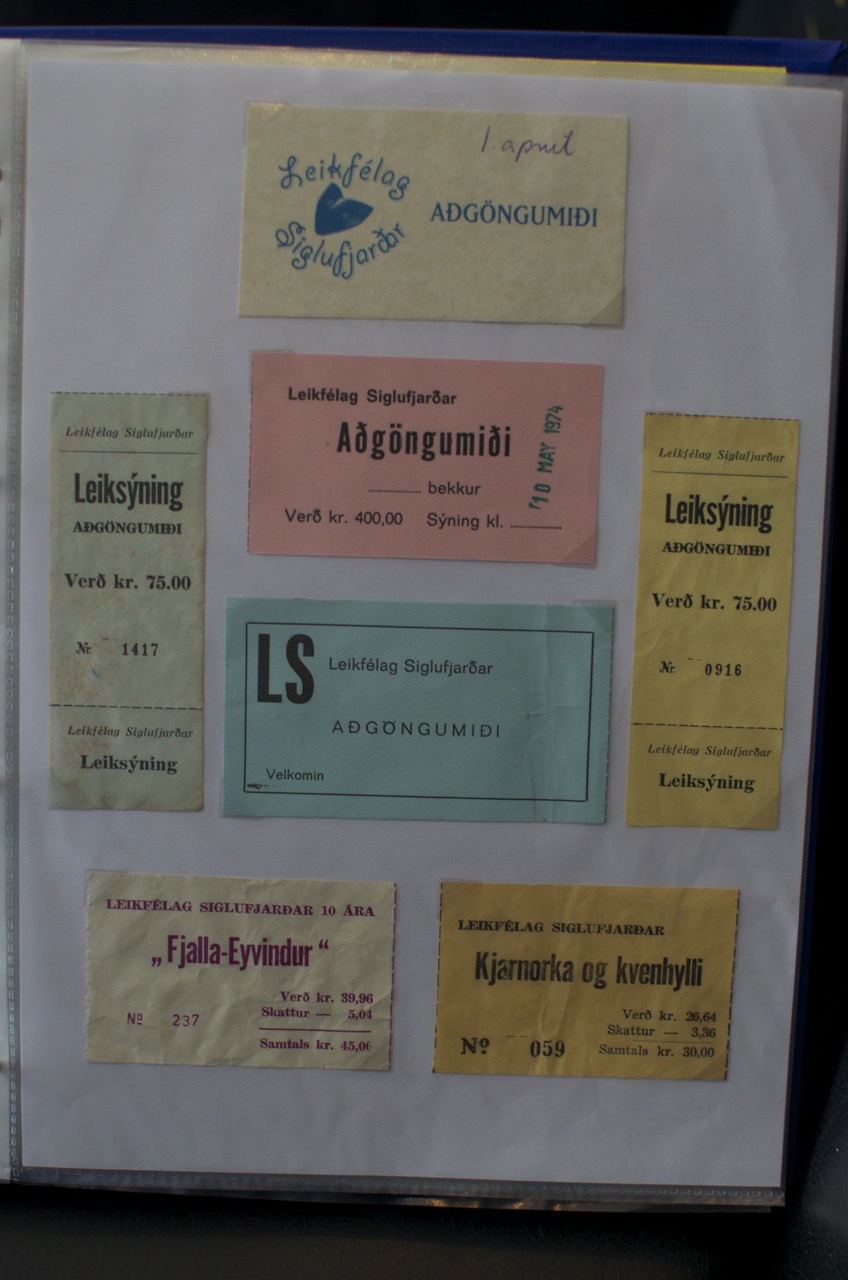 1. apríl
Leikfélag
Siglufjarðar
AÐGÖNGUMIÐI
Leikfélag Siglufjarðar
Aðgöngumiði
.............. bekkur
Verð kr. 400,00 Sýning kl. ..............
10 MAY 1974
Leikfélag Siglufjarðar
Leiksýning
AÐGÖNGUMIÐI
Verð kr. 75.00
Nr. 1417
Leikfélag Siglufjarðar
Leiksýning
Leikfélag Siglufjarðar
Leiksýning
AÐGÖNGUMIÐI
Verð kr. 75.00
Nr. 0916
Leikfélag Siglufjarðar
Leiksýning
LS Leikfélag Siglufjarðar
AÐGÖNGUMIÐI
Velkomin
LEIKFÉLAG SIGLUFJARÐAR 10 ÁRA
„Fjalla-Eyvindur“
Verð kr. 39,96
Skattur — 5,04
Nº 237
Samtals kr. 45,00
LEIKFÉLAG SIGLUFJARÐAR
Kjarnorka og kvenhylli
Verð kr. 26,64
Skattur — 3,36
Nº 059
Samtals kr. 30,00